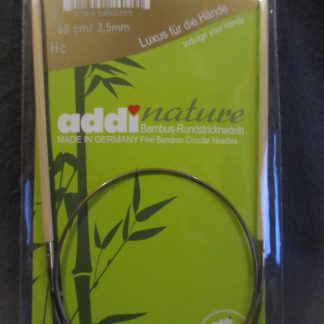 60 cm/ 3,5mm
Hc
Luxus für die Hände
Indulge your hands
addi nature
Bambus-Rundstricknadeln
MADE IN GERMANY Fine Bamboo Circular Needles